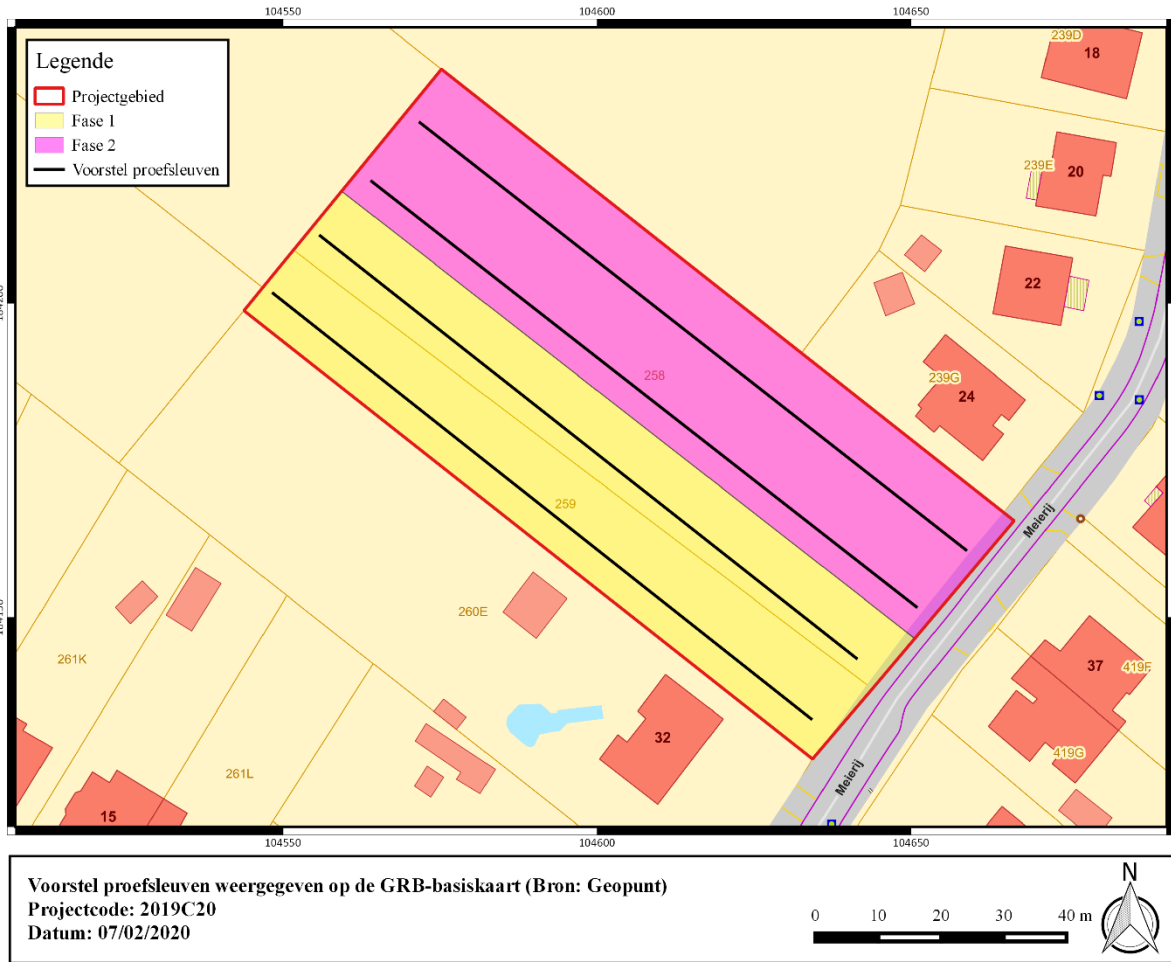 104550 104600 104650
Legende
Projectgebied
Fase 1
Fase 2
Voorstel proefsleuven
239D
18
239E
20
22
239G
24
258
259
Meierij
260E
261K
261L
15
32
37
419F
419G
Meierij
104550 104600 104650
Voorstel proefsleuven weergegeven op de GRB-basiskaart (Bron: Geopunt)
Projectcode: 2019C20
Datum: 07/02/2020
0 10 20 30 40 m
N